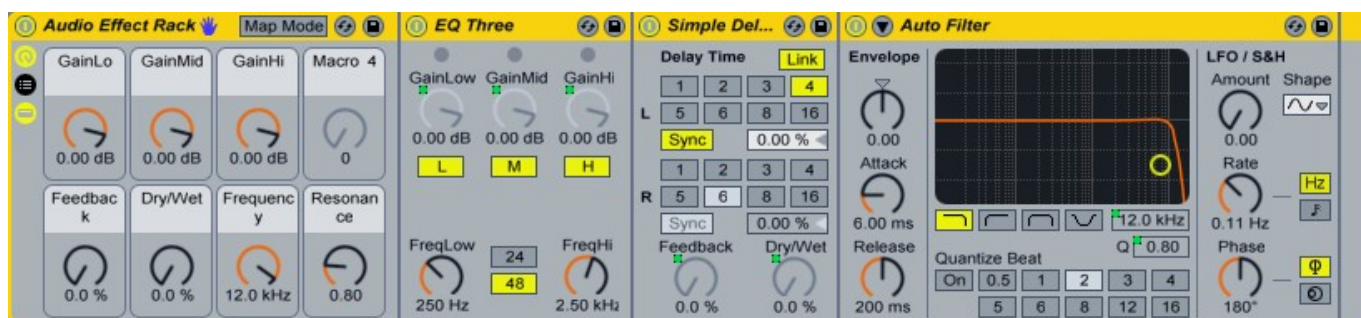 Audio Effect Rack Map Mode
GainLo GainMid GainHi Macro 4
0.00 dB 0.00 dB 0.00 dB 0
Feedbac
k
Dry/Wet Frequenc
y
Resonan
ce
0.0 % 0.0 % 12.0 kHz 0.80
EQ Three
GainLow GainMid GainHi
0.00 dB 0.00 dB 0.00 dB
L M H
FreqLow 24 FreqHi
48
250 Hz 2.50 kHz
Simple Del...
Delay Time Link
1 2 3 4
L 5 6 8 16
Sync 0.00 %
1 2 3 4
R 5 6 8 16
Sync 0.00 %
Feedback Dry/Wet
0.0 % 0.0 %
Auto Filter
Envelope
0.00
Attack
6.00 ms
Release
200 ms
12.0 kHz
Q 0.80
Quantize Beat
On 0.5 1 2 3 4
5 6 8 12 16
LFO / S&H
Amount Shape
0.00
Rate
Hz
0.11 Hz
Phase
Φ
180°